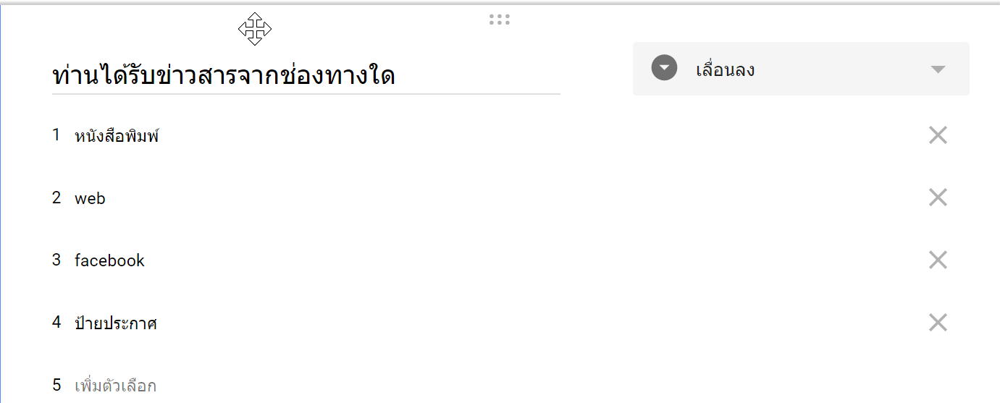 ท่านได้รับข่าวสารจากช่องทางใด
เลื่อนลง
1 หนังสือพิมพ์
2 web
3 facebook
4 ป้ายประกาศ
5 เพิ่มตัวเลือก